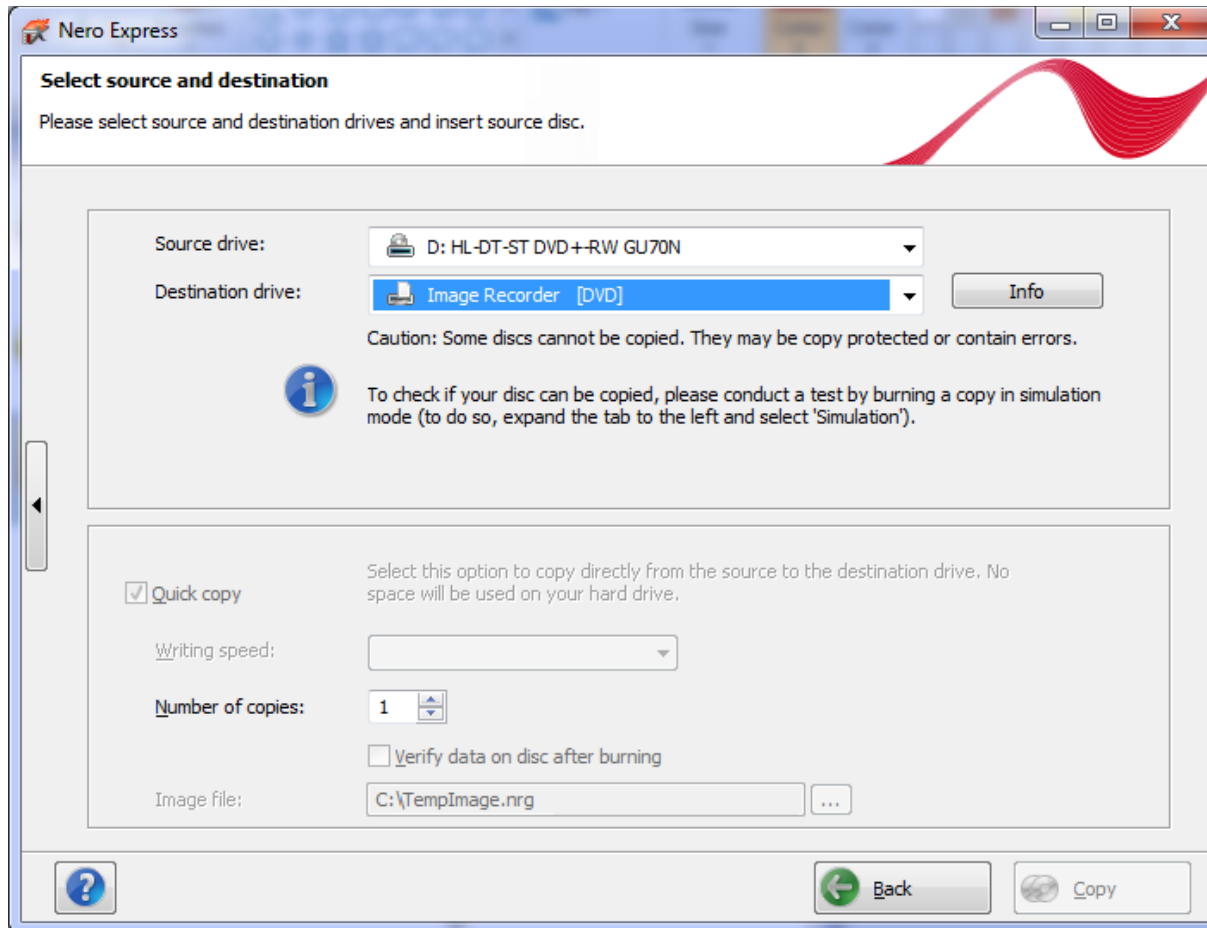 Nero Express
Select source and destination
Please select source and destination drives and insert source disc.
Source drive:
D: HL-DT-ST DVD+-RW GU70N
Destination drive:
Image Recorder [DVD]
Info
Caution: Some discs cannot be copied. They may be copy protected or contain errors.
To check if your disc can be copied, please conduct a test by burning a copy in simulation
mode (to do so, expand the tab to the left and select 'Simulation').
Quick copy
Select this option to copy directly from the source to the destination drive. No
space will be used on your hard drive.
Writing speed:
Number of copies:
1
Verify data on disc after burning
Image file:
C:\TempImage.nrg
...
Back
Copy